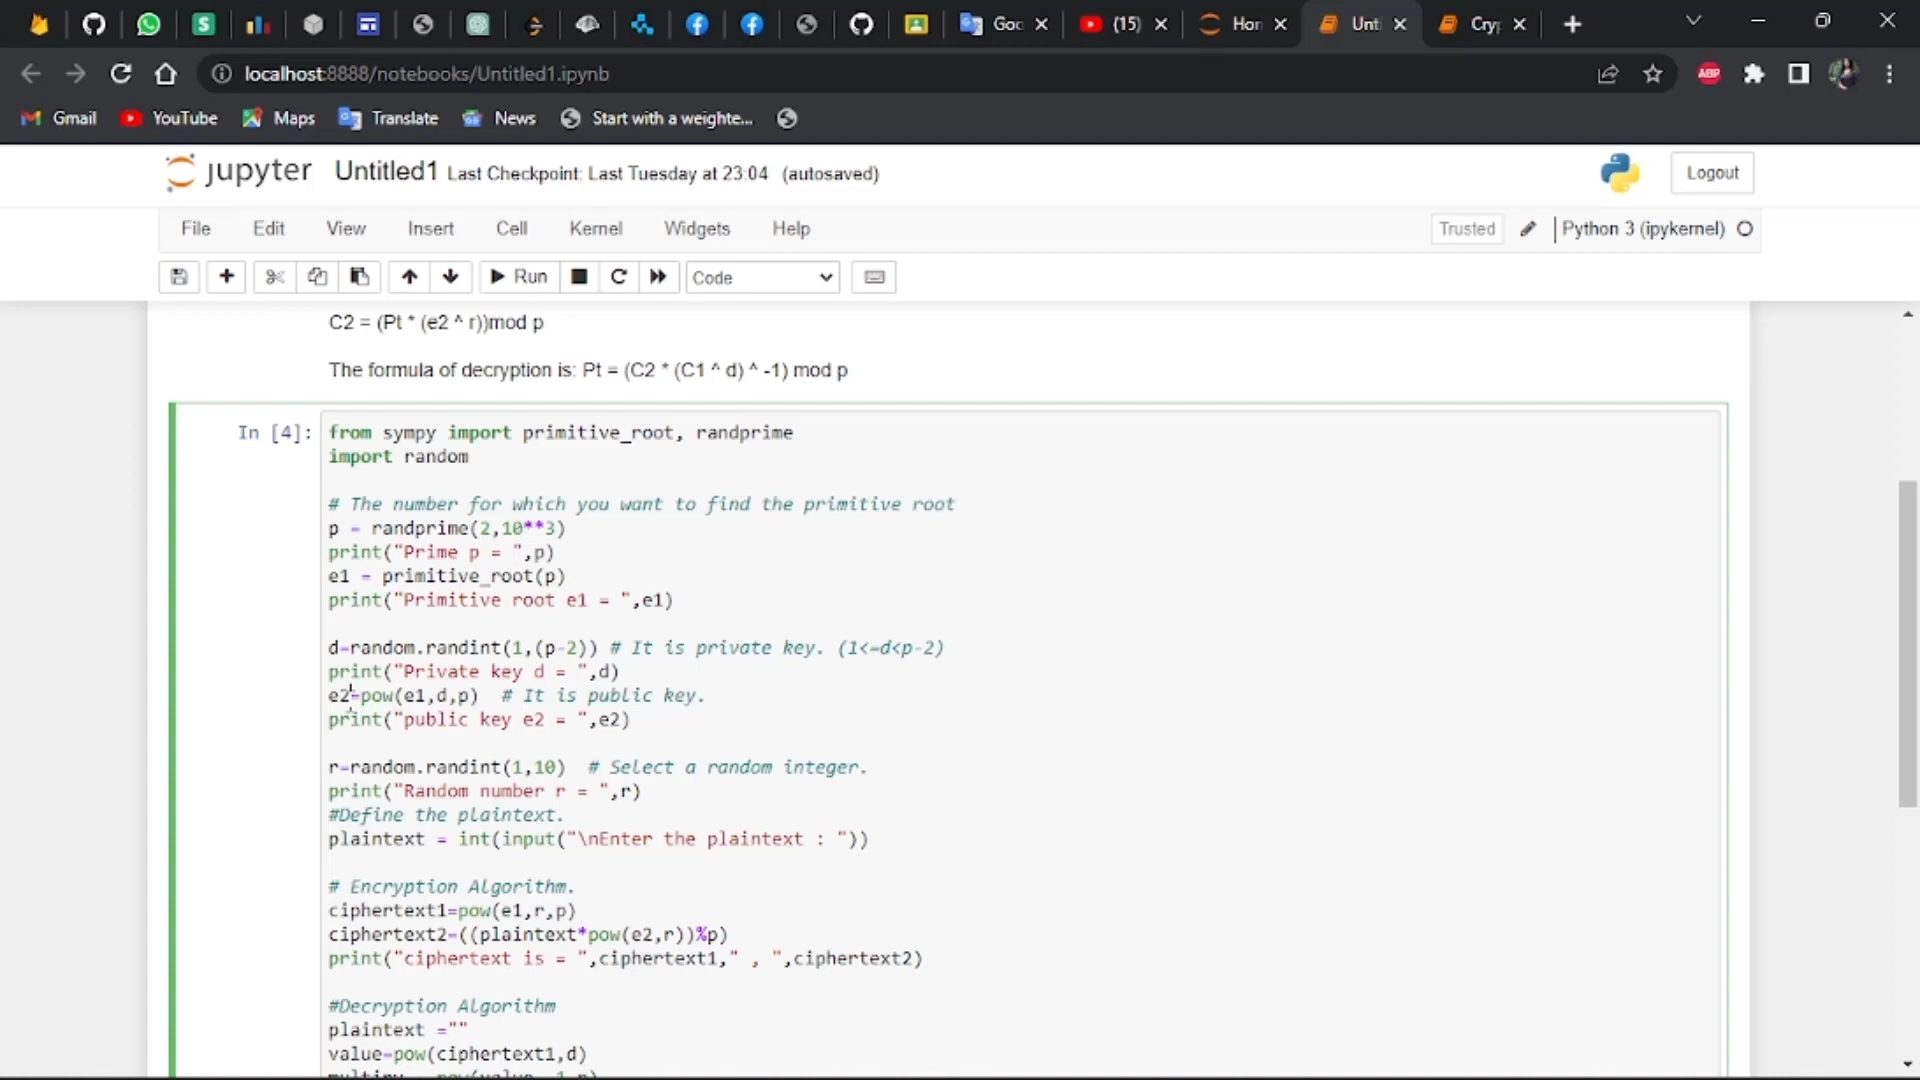 Goo
(15)
Hon
Unti
Cryp
localhost:8888/notebooks/Untitled1.ipynb
ABP
Gmail
YouTube
Maps
Translate
News
Start with a weighte...
jupyter Untitled1 Last Checkpoint: Last Tuesday at 23:04 (autosaved)
Logout
File Edit View Insert Cell Kernel Widgets Help
Trusted
Python 3 (ipykernel)
Run
Code
C2 = (Pt * (e2 ^ r))mod p
The formula of decryption is: Pt = (C2 * (C1 ^ d) ^ -1) mod p
In [4]: from sympy import primitive_root, randprime
import random
# The number for which you want to find the primitive root
p = randprime(2,10**3)
print("Prime p = ",p)
e1 = primitive_root(p)
print("Primitive root e1 = ",e1)
d=random.randint(1,(p-2)) # It is private key. (1<=d<p-2)
print("Private key d = ",d)
e2=pow(e1,d,p)  # It is public key.
print("public key e2 = ",e2)
r=random.randint(1,10)  # Select a random integer.
print("Random number r = ",r)
#Define the plaintext.
plaintext = int(input("\nEnter the plaintext : "))
# Encryption Algorithm.
ciphertext1=pow(e1,r,p)
ciphertext2=((plaintext*pow(e2,r))%p)
print("ciphertext is = ",ciphertext1," , ",ciphertext2)
#Decryption Algorithm
plaintext =""
value=pow(ciphertext1,d)